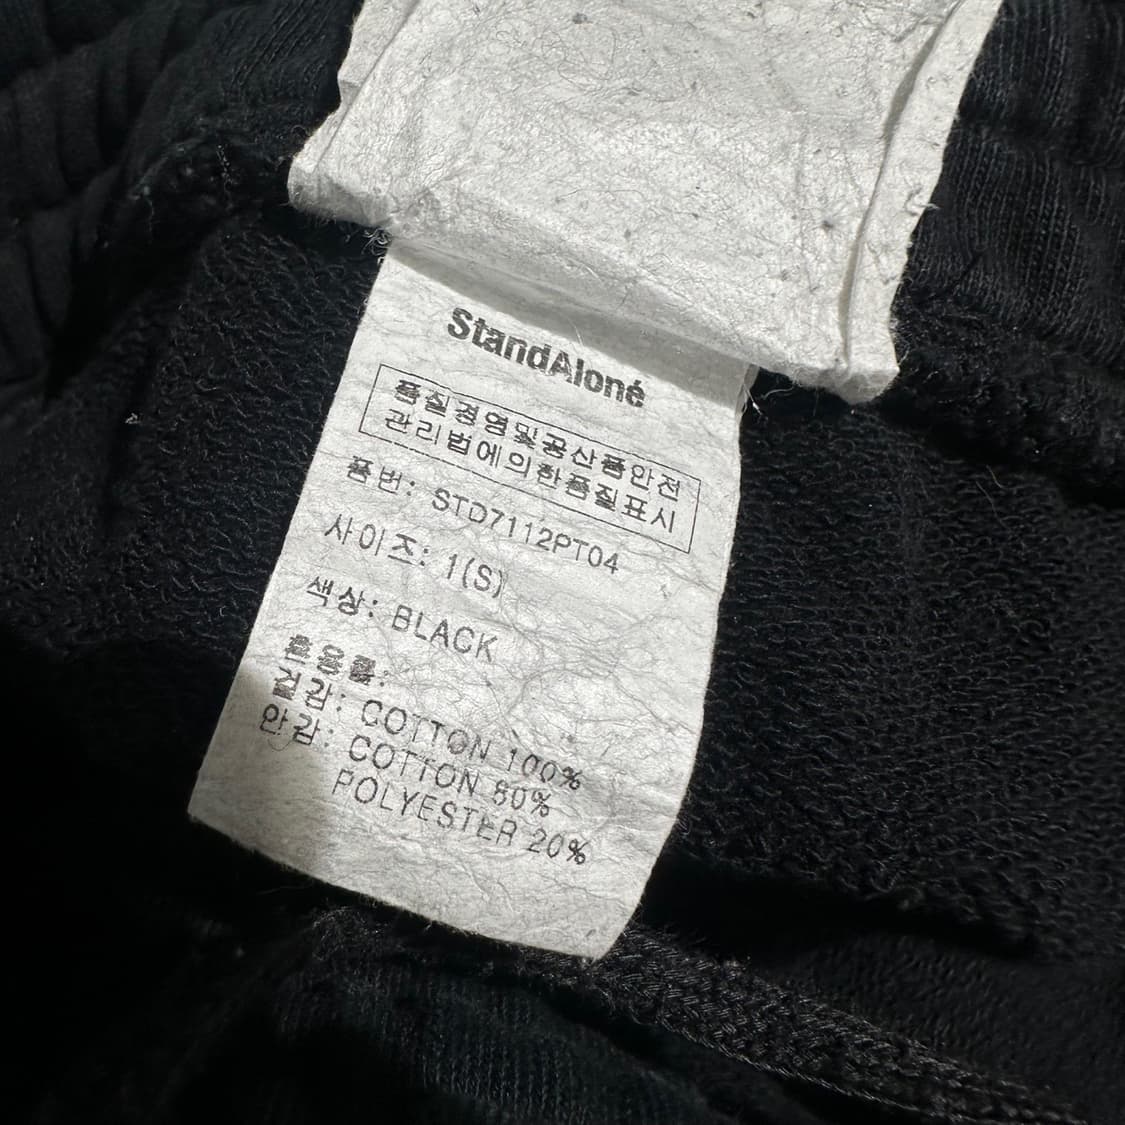 StandAloné
품질경영및공산품안전
관리법에의한품질표시
품번: STD7112PT04
사이즈: 1(S)
색상: BLACK
혼용률:
겉감: COTTON 100%
안감: COTTON 80%
POLYESTER 20%